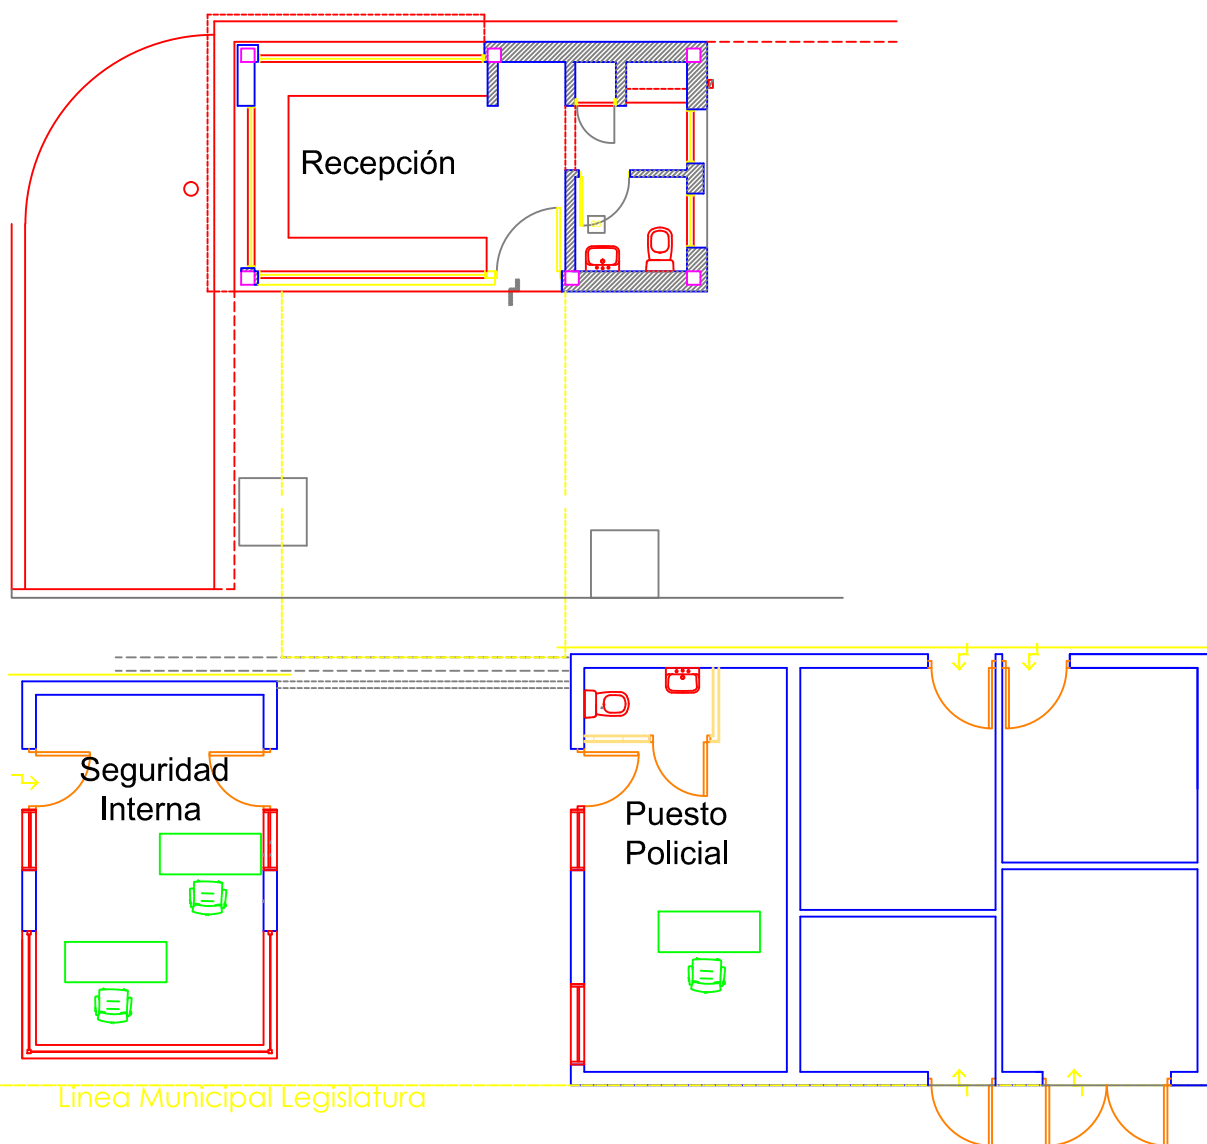 Recepción
Seguridad
Interna
Puesto
Policial
Linea Municipal Legislatura